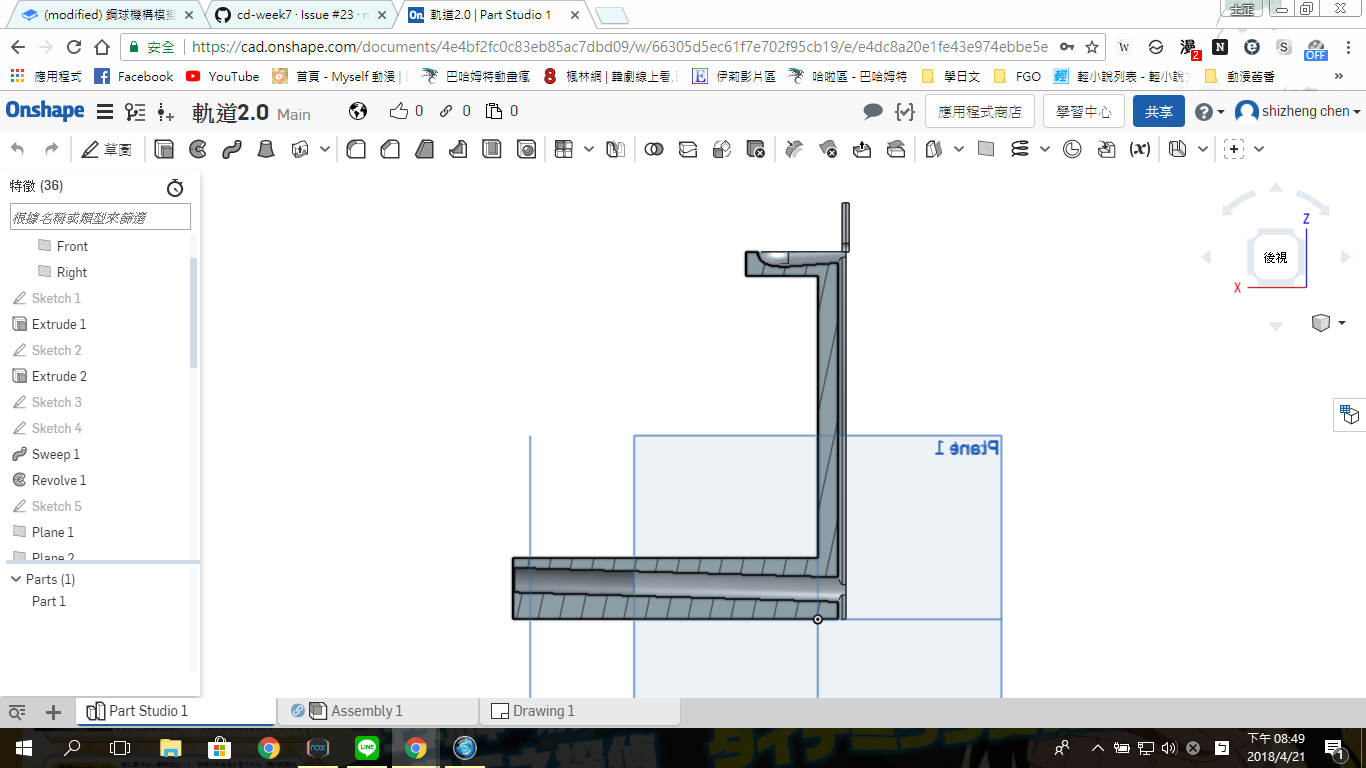 (modified) 鋼球機構模擬
cd-week7 · Issue #23 · n
On. 軌道2.0 | Part Studio 1
安全 | https://cad.onshape.com/documents/4e4bf2fc0c83eb85ac7dbd09/w/66305d5ec61f7e702f95cb19/e/e4dc8a20e1fe43e974ebbe5e
W 漫 2 N e S OFF
應用程式 Facebook YouTube 首頁 - Myself 動漫 巴哈姆特動畫瘋 楓林網 | 韓劇線上看, 伊莉影片區 哈啦區 - 巴哈姆特 學日文 FGO 輕小說列表 - 輕小說 動漫舊番 »
Onshape 軌道2.0 Main 0 0 0 應用程式商店 學習中心 共享 shizheng chen
草圖 (x)
特徵 (36)
根據名稱或類型來篩選
Front
Right
Sketch 1
Extrude 1
Sketch 2
Extrude 2
Sketch 3
Sketch 4
Sweep 1
Revolve 1
Sketch 5
Plane 1
Plane 2
Parts (1)
Part 1
Z
後視
X
Plane 1
Part Studio 1 Assembly 1 Drawing 1
LINE
下午 08:49
2018/4/21
1